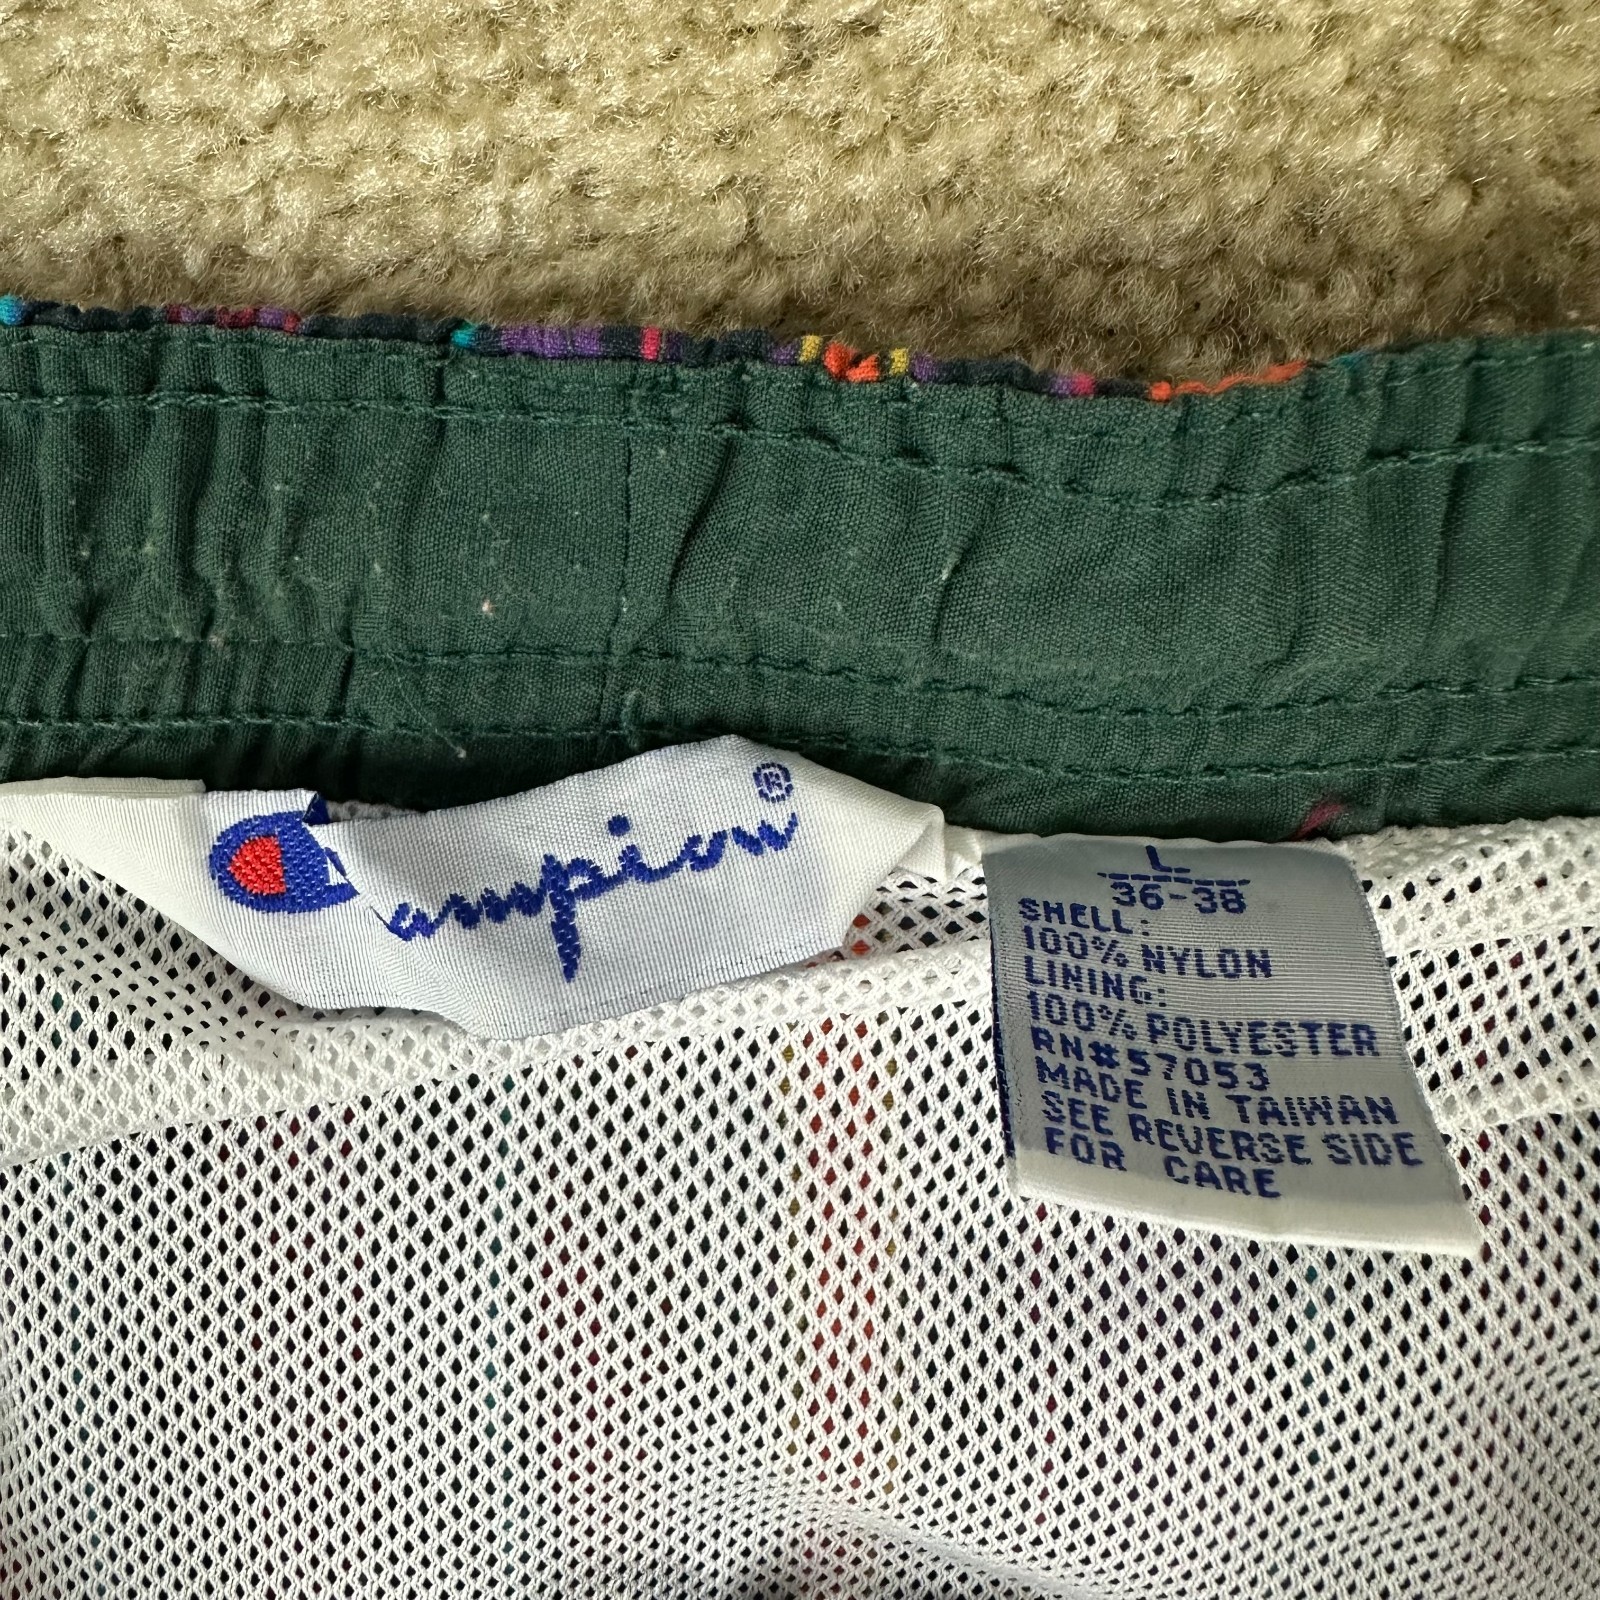 Champion®
L
36-38
SHELL:
100% NYLON
LINING:
100% POLYESTER
RN#57053
MADE IN TAIWAN
SEE REVERSE SIDE
FOR CARE